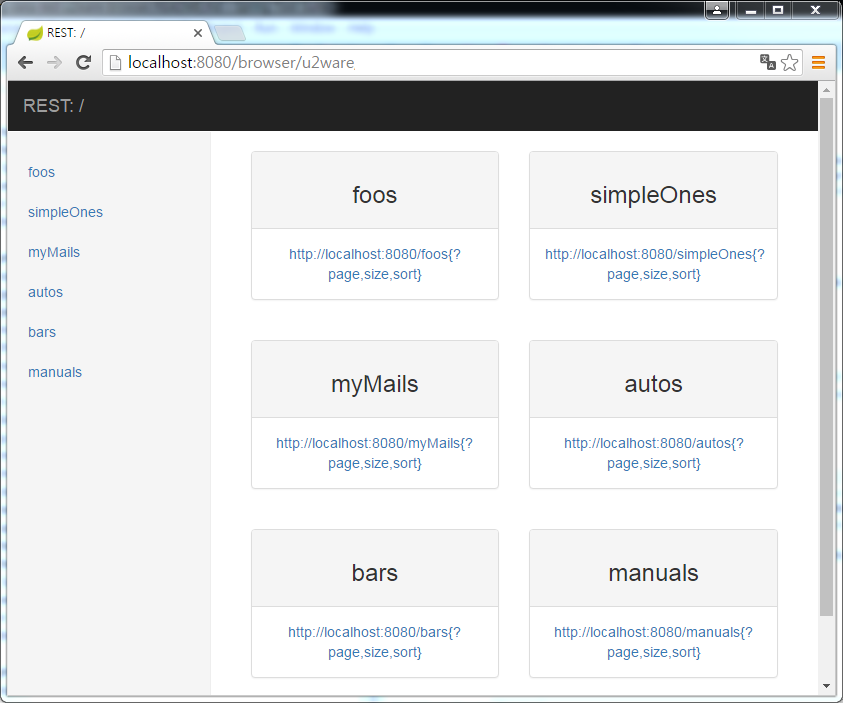 REST: /
localhost:8080/browser/u2ware
REST: /
foos
simpleOnes
myMails
autos
bars
manuals
foos
http://localhost:8080/foos{?
page,size,sort}
simpleOnes
http://localhost:8080/simpleOnes{?
page,size,sort}
myMails
http://localhost:8080/myMails{?
page,size,sort}
autos
http://localhost:8080/autos{?
page,size,sort}
bars
http://localhost:8080/bars{?
page,size,sort}
manuals
http://localhost:8080/manuals{?
page,size,sort}